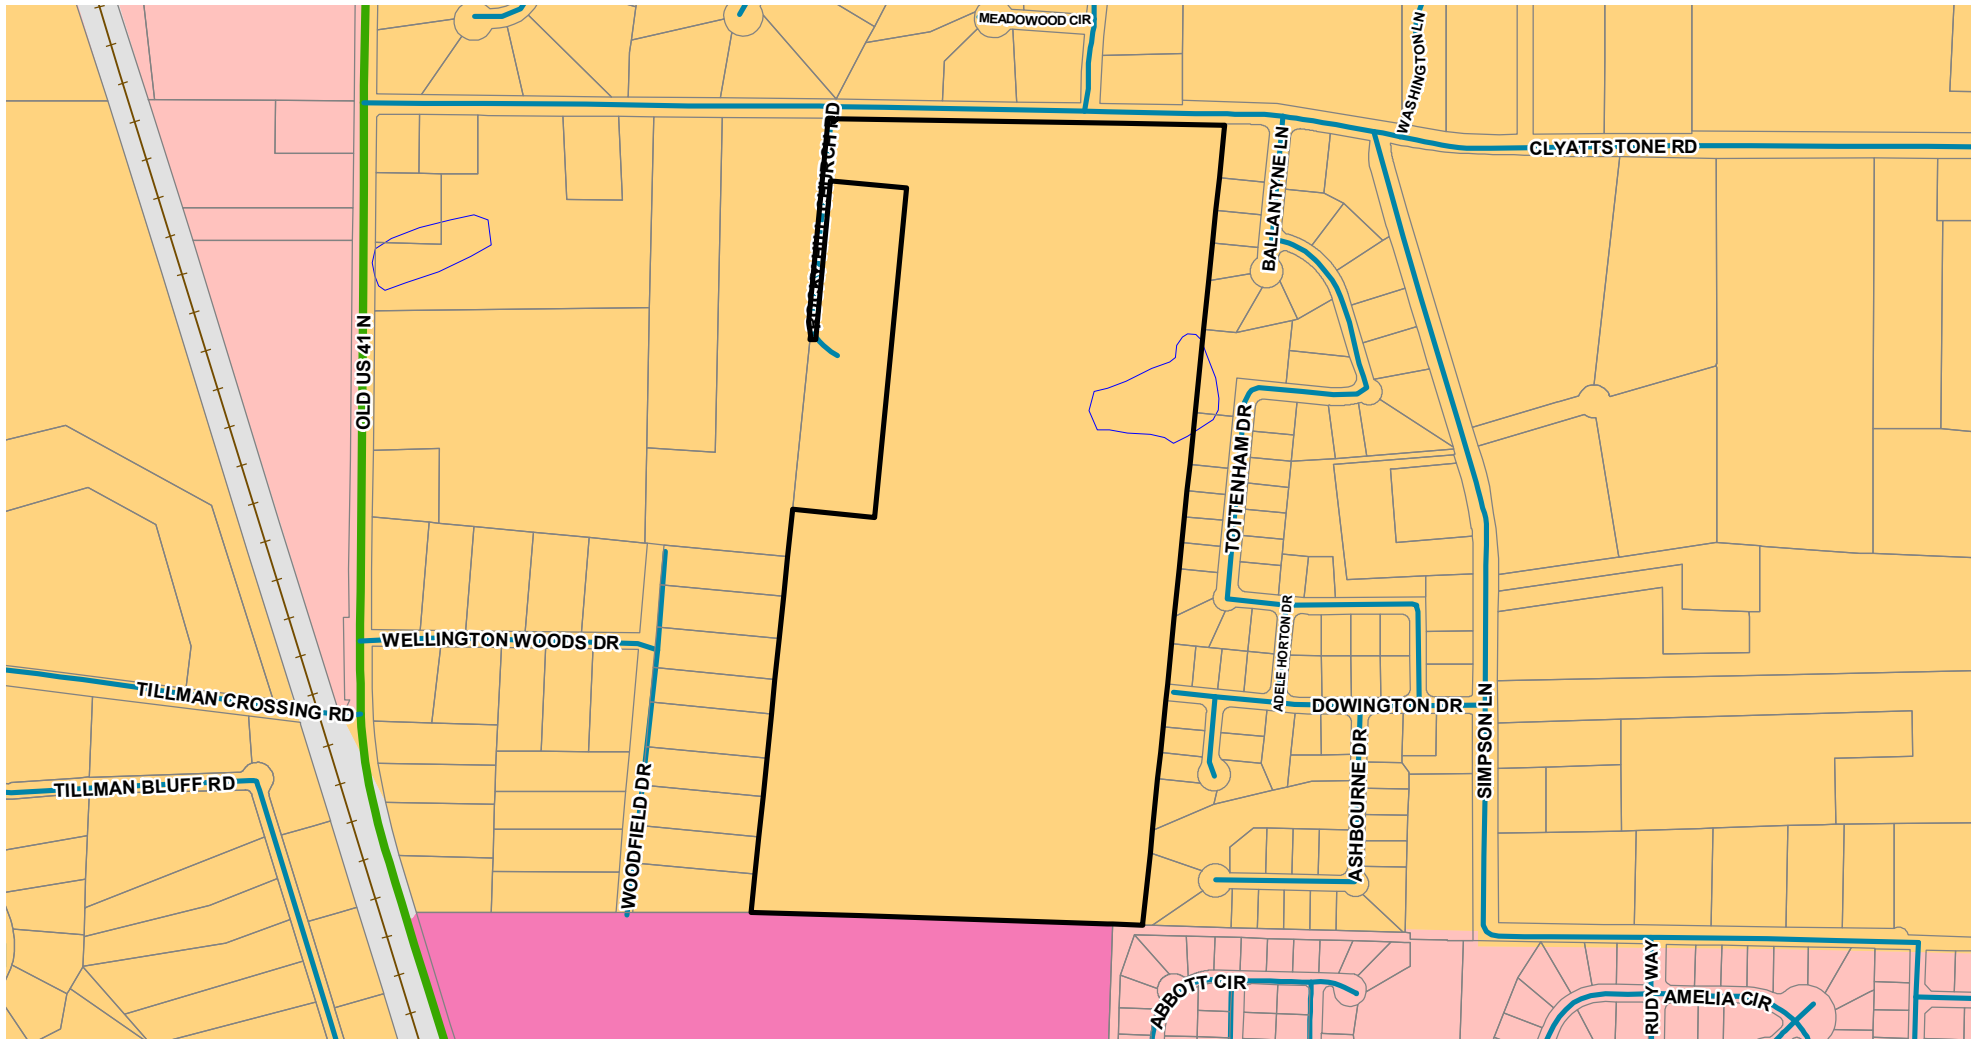 MEADOWOOD CIR
WASHINGTON LN
CLYATTSTONE RD
CHURCH RD
BALLANTYNE LN
OLD US 41 N
TOTTENHAM DR
ADELE HORTON DR
WELLINGTON WOODS DR
TILLMAN CROSSING RD
DOWINGTON DR
SIMPSON LN
TILLMAN BLUFF RD
WOODFIELD DR
ASHBOURNE DR
ABBOTT CIR
RUDY WAY
AMELIA CIR